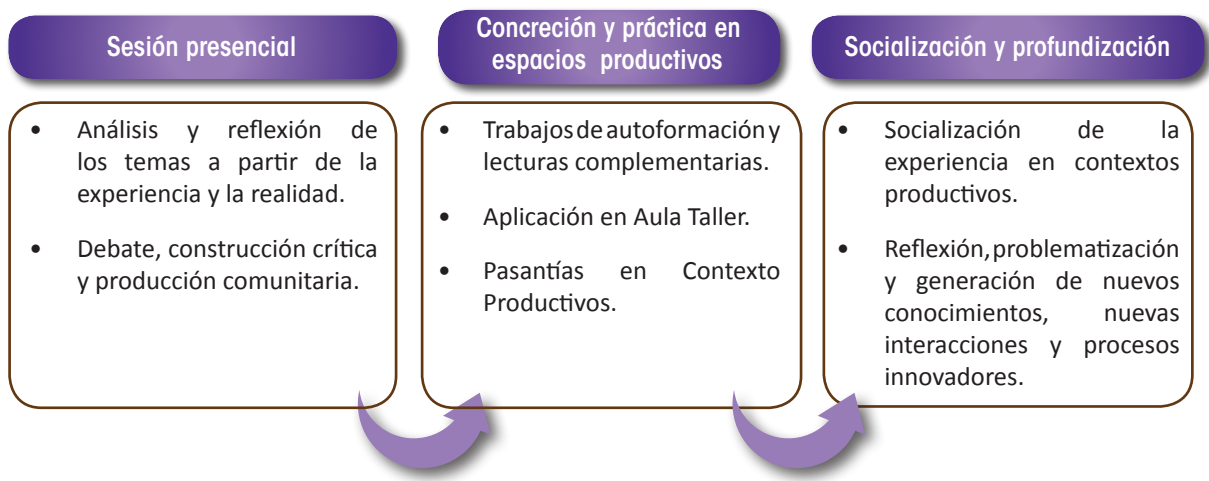 Sesión presencial
• Análisis y reflexión de
los temas a partir de la
experiencia y la realidad.
• Debate, construcción crítica
y producción comunitaria.
Concreción y práctica en
espacios productivos
• Trabajos de autoformación y
lecturas complementarias.
• Aplicación en Aula Taller.
• Pasantías en Contexto
Productivos.
Socialización y profundización
• Socialización de la
experiencia en contextos
productivos.
• Reflexión, problematización
y generación de nuevos
conocimientos, nuevas
interacciones y procesos
innovadores.